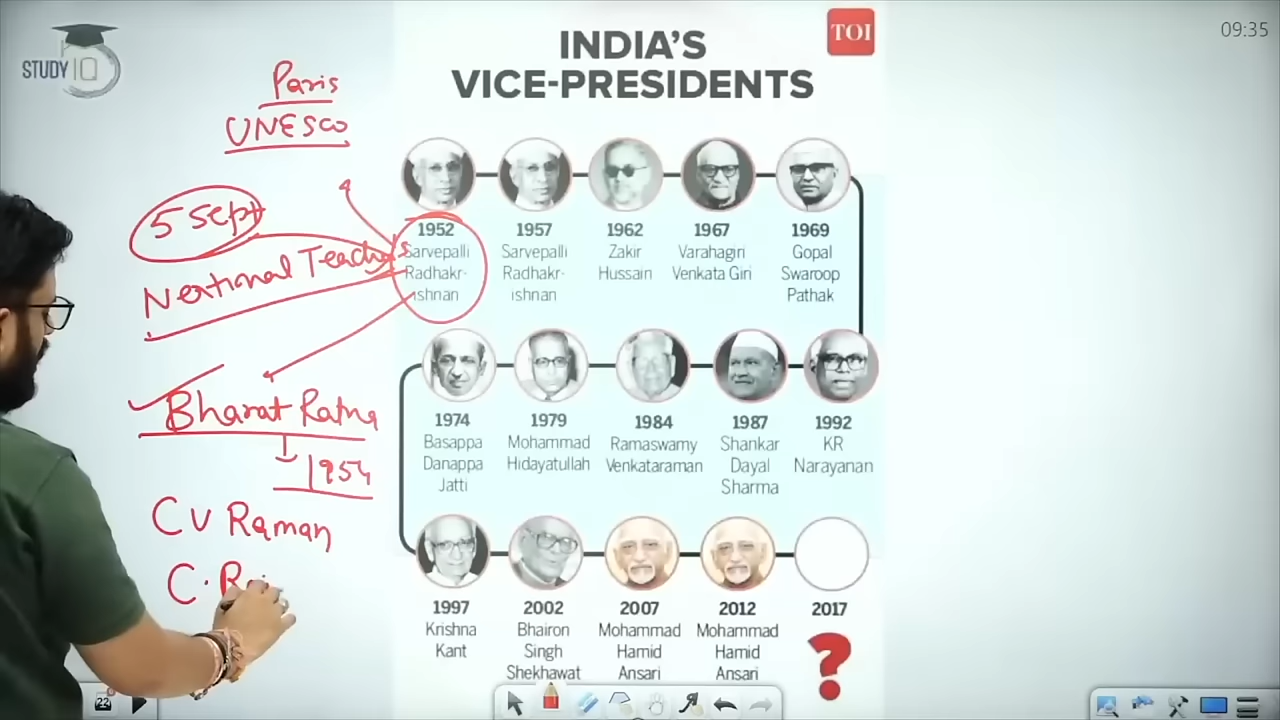 STUDY IQ
09:35
TOI
INDIA'S
VICE-PRESIDENTS
Paris
UNESCO
5 Sept
National Teacher's
Bharat Ratna
1954
CV Raman
C. R
1952
Sarvepalli
Radhakr-
ishnan
1957
Sarvepalli
Radhakr-
ishnan
1962
Zakir
Hussain
1967
Varahagiri
Venkata Giri
1969
Gopal
Swaroop
Pathak
1974
Basappa
Danappa
Jatti
1979
Mohammad
Hidayatullah
1984
Ramaswamy
Venkataraman
1987
Shankar
Dayal
Sharma
1992
KR
Narayanan
1997
Krishna
Kant
2002
Bhairon
Singh
Shekhawat
2007
Mohammad
Hamid
Ansari
2012
Mohammad
Hamid
Ansari
2017
?
22